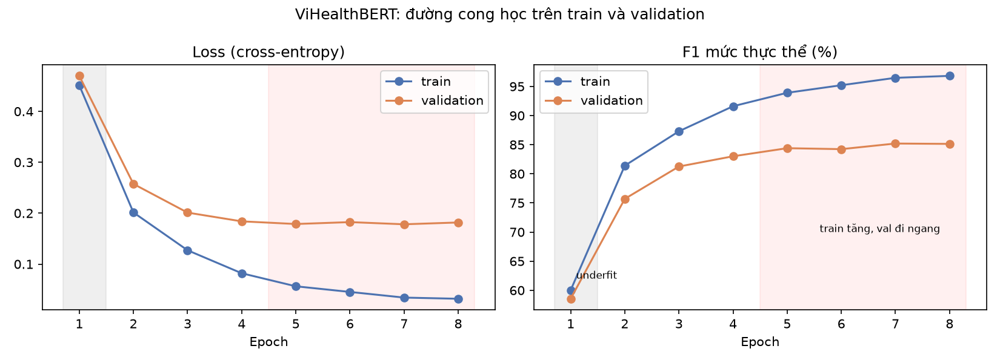 ViHealthBERT: đường cong học trên train và validation
Loss (cross-entropy)
train
validation
0.4
0.3
0.2
0.1
1 2 3 4 5 6 7 8
Epoch
F1 mức thực thể (%)
train
validation
95
90
85
80
75
70
65
60
train tăng, val đi ngang
underfit
1 2 3 4 5 6 7 8
Epoch